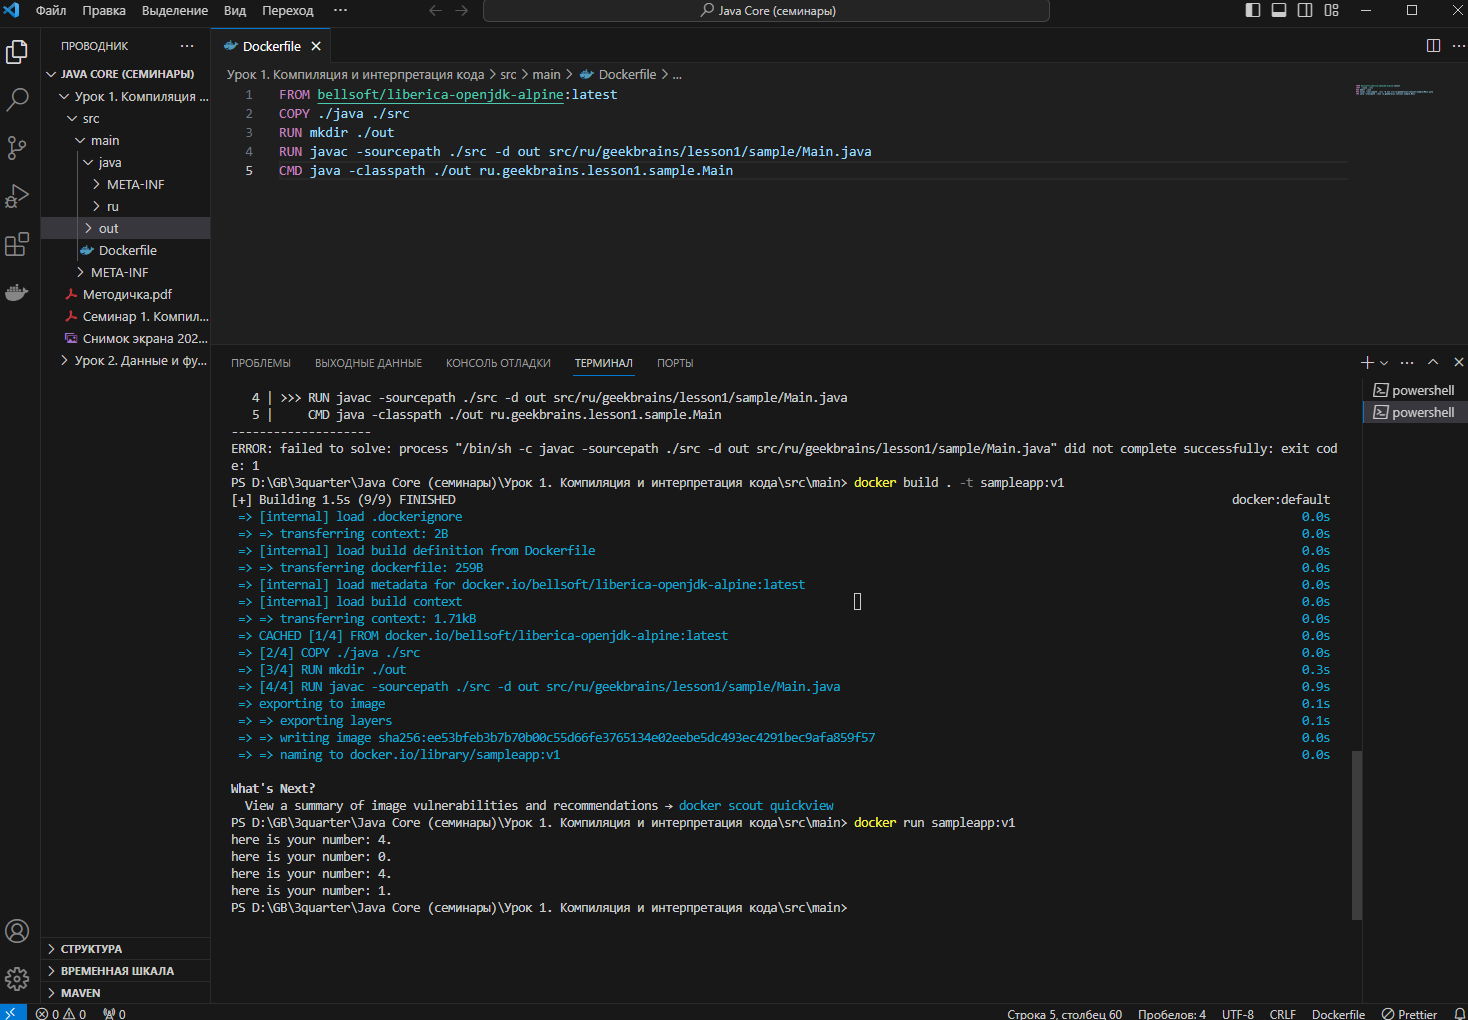 Файл Правка Выделение Вид Переход ···
Java Core (семинары)
ПРОВОДНИК ···
JAVA CORE (СЕМИНАРЫ)
Урок 1. Компиляция ...
src
main
java
META-INF
ru
out
Dockerfile
META-INF
Методичка.pdf
Семинар 1. Компил...
Снимок экрана 202...
Урок 2. Данные и фу...
СТРУКТУРА
ВРЕМЕННАЯ ШКАЛА
MAVEN
Dockerfile
Урок 1. Компиляция и интерпретация кода > src > main > Dockerfile > ...
1 FROM bellsoft/liberica-openjdk-alpine:latest
2 COPY ./java ./src
3 RUN mkdir ./out
4 RUN javac -sourcepath ./src -d out src/ru/geekbrains/lesson1/sample/Main.java
5 CMD java -classpath ./out ru.geekbrains.lesson1.sample.Main
ПРОБЛЕМЫ ВЫХОДНЫЕ ДАННЫЕ КОНСОЛЬ ОТЛАДКИ ТЕРМИНАЛ ПОРТЫ
powershell
powershell
4 | >>> RUN javac -sourcepath ./src -d out src/ru/geekbrains/lesson1/sample/Main.java
5 |     CMD java -classpath ./out ru.geekbrains.lesson1.sample.Main
--------------------
ERROR: failed to solve: process "/bin/sh -c javac -sourcepath ./src -d out src/ru/geekbrains/lesson1/sample/Main.java" did not complete successfully: exit cod
e: 1
PS D:\GB\3quarter\Java Core (семинары)\Урок 1. Компиляция и интерпретация кода\src\main> docker build . -t sampleapp:v1
[+] Building 1.5s (9/9) FINISHED docker:default
=> [internal] load .dockerignore 0.0s
=> => transferring context: 2B 0.0s
=> [internal] load build definition from Dockerfile 0.0s
=> => transferring dockerfile: 259B 0.0s
=> [internal] load metadata for docker.io/bellsoft/liberica-openjdk-alpine:latest 0.0s
=> [internal] load build context 0.0s
=> => transferring context: 1.71kB 0.0s
=> CACHED [1/4] FROM docker.io/bellsoft/liberica-openjdk-alpine:latest 0.0s
=> [2/4] COPY ./java ./src 0.0s
=> [3/4] RUN mkdir ./out 0.3s
=> [4/4] RUN javac -sourcepath ./src -d out src/ru/geekbrains/lesson1/sample/Main.java 0.9s
=> exporting to image 0.1s
=> => exporting layers 0.1s
=> => writing image sha256:ee53bfeb3b7b70b00c55d66fe3765134e02eebe5dc493ec4291bec9afa859f57 0.0s
=> => naming to docker.io/library/sampleapp:v1 0.0s
What's Next?
View a summary of image vulnerabilities and recommendations → docker scout quickview
PS D:\GB\3quarter\Java Core (семинары)\Урок 1. Компиляция и интерпретация кода\src\main> docker run sampleapp:v1
here is your number: 4.
here is your number: 0.
here is your number: 4.
here is your number: 1.
PS D:\GB\3quarter\Java Core (семинары)\Урок 1. Компиляция и интерпретация кода\src\main>
0 0 0 Строка 5, столбец 60 Пробелов: 4 UTF-8 CRLF Dockerfile Prettier